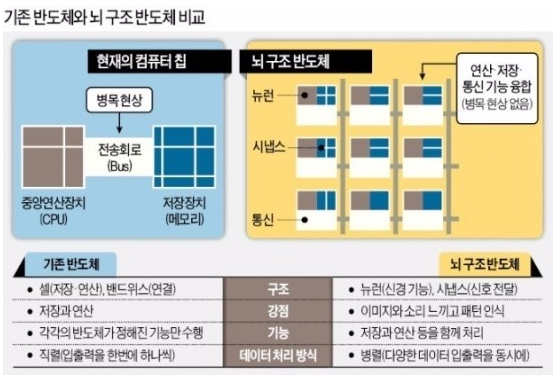 기존 반도체와 뇌 구조 반도체 비교
현재의 컴퓨터 칩
병목 현상
전송회로
(Bus)
중앙연산장치
(CPU)
저장장치
(메모리)
뇌 구조 반도체
뉴런
시냅스
통신
연산·저장·
통신 기능 융합
(병목 현상 없음)
기존 반도체
뇌 구조 반도체
• 셀(저장·연산), 밴드위스(연결)
구조
• 뉴런(신경 기능), 시냅스(신호 전달)
• 저장과 연산
강점
• 이미지와 소리 느끼고 패턴 인식
• 각각의 반도체가 정해진 기능만 수행
기능
• 저장과 연산 등을 함께 처리
• 직렬(입출력을 한번에 하나씩)
데이터 처리 방식
• 병렬(다양한 데이터 입출력을 동시에)